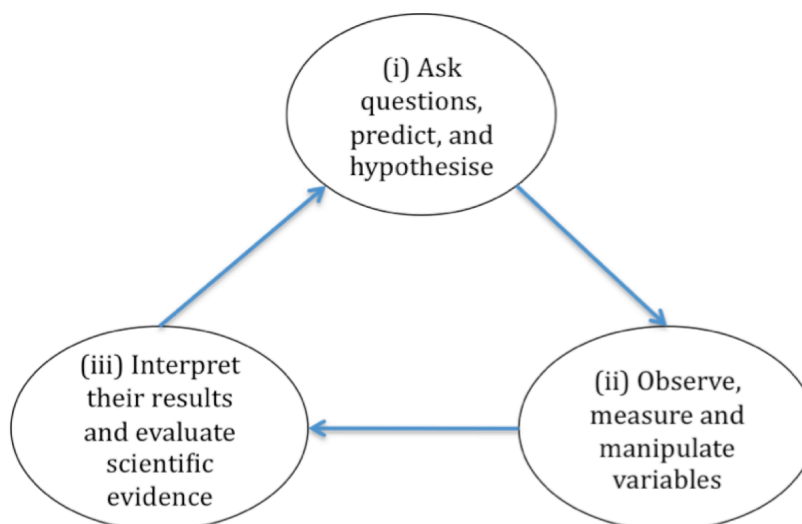 (i) Ask
questions,
predict, and
hypothesise
(iii) Interpret
their results
and evaluate
scientific
evidence
(ii) Observe,
measure and
manipulate
variables